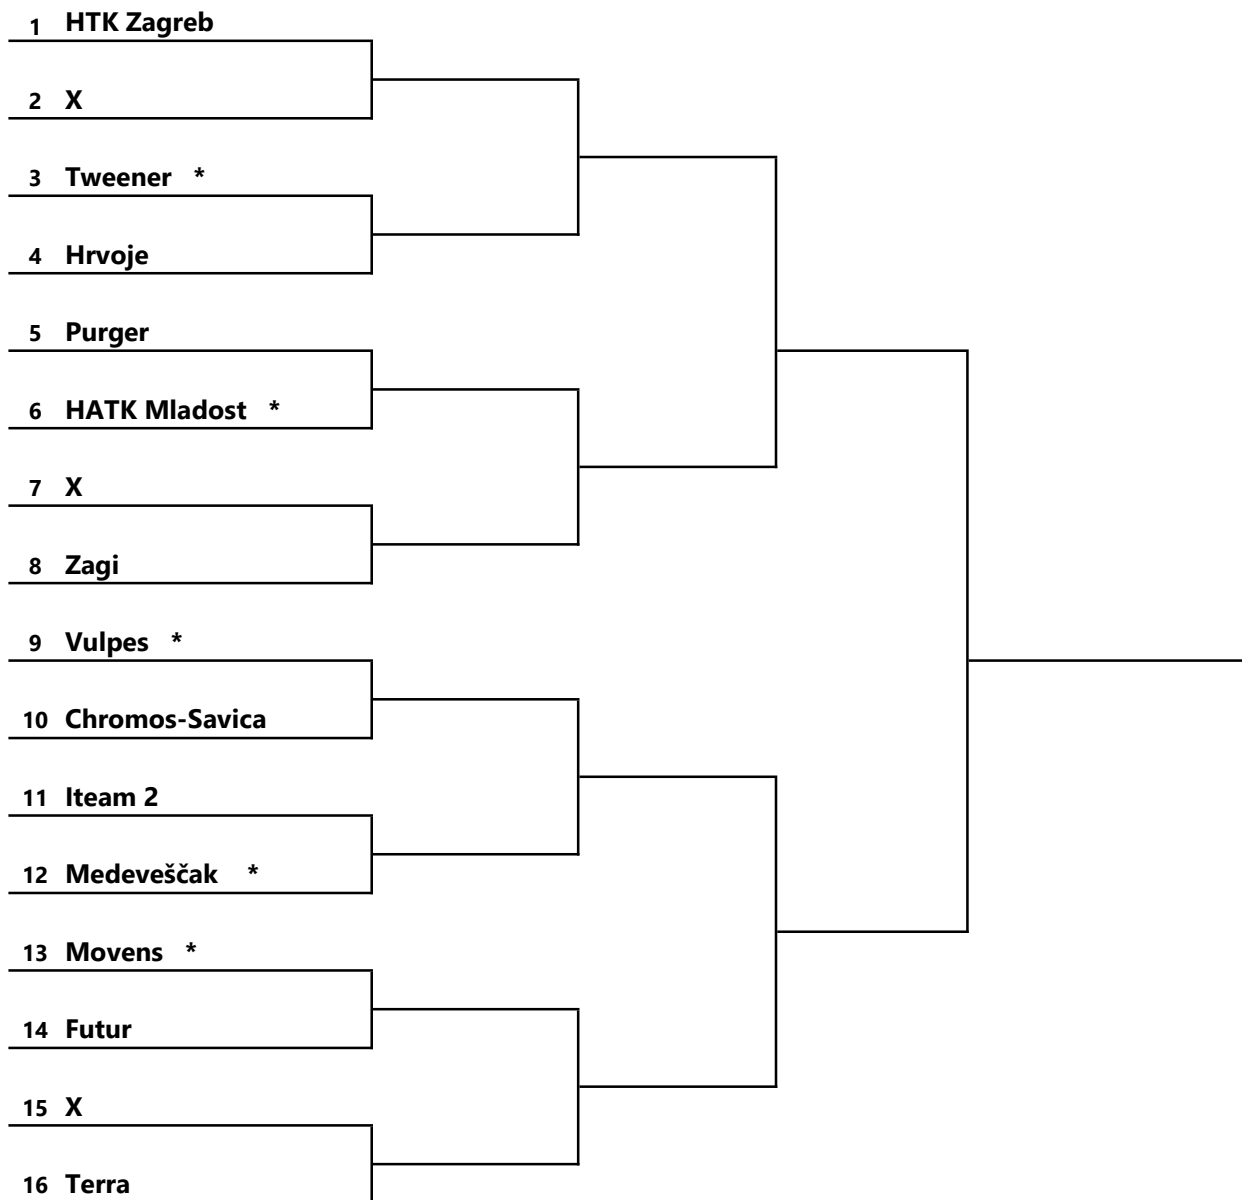 1 HTK Zagreb
2 X
3 Tweener *
4 Hrvoje
5 Purger
6 HATK Mladost *
7 X
8 Zagi
9 Vulpes *
10 Chromos-Savica
11 Iteam 2
12 Medeveščak *
13 Movens *
14 Futur
15 X
16 Terra